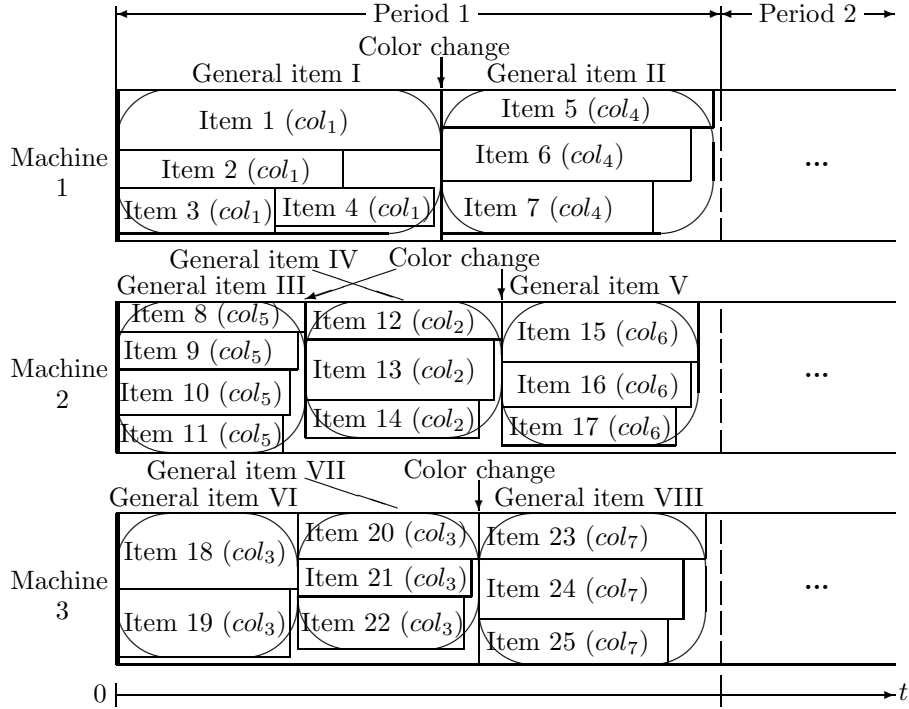 Period 1 Period 2
Color change
General item I General item II
Machine 1
Item 1 (col₁)
Item 2 (col₁)
Item 3 (col₁) Item 4 (col₁)
Item 5 (col₄)
Item 6 (col₄)
Item 7 (col₄)
...
General item IV Color change
General item III General item V
Machine 2
Item 8 (col₅)
Item 9 (col₅)
Item 10 (col₅)
Item 11 (col₅)
Item 12 (col₂)
Item 13 (col₂)
Item 14 (col₂)
Item 15 (col₆)
Item 16 (col₆)
Item 17 (col₆)
...
General item VII Color change
General item VI General item VIII
Machine 3
Item 18 (col₃)
Item 19 (col₃)
Item 20 (col₃)
Item 21 (col₃)
Item 22 (col₃)
Item 23 (col₇)
Item 24 (col₇)
Item 25 (col₇)
...
0 t